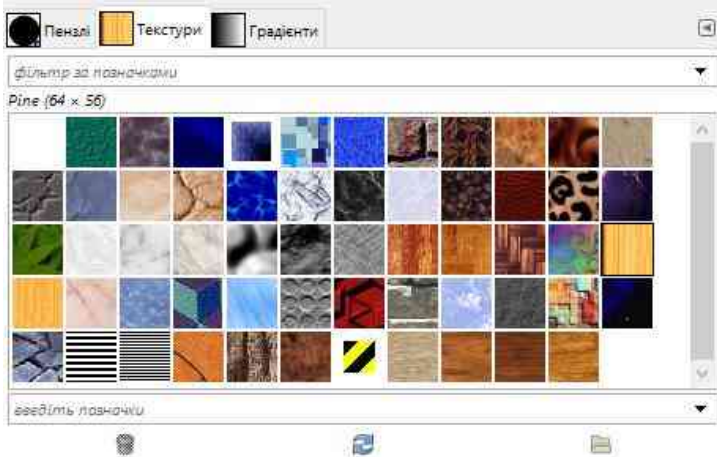 Пензлі Текстури Градієнти
фільтр за позначками
Pine (64 × 56)
введіть позначки